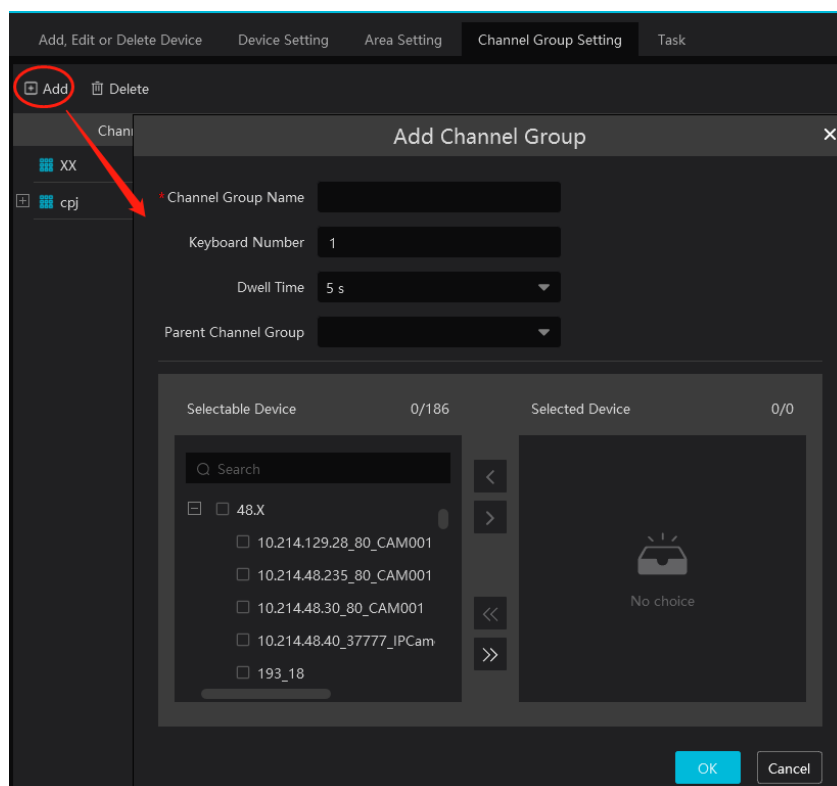 Add, Edit or Delete Device Device Setting Area Setting Channel Group Setting Task
Add Delete
Add Channel Group
XX
cpj
*Channel Group Name
Keyboard Number 1
Dwell Time 5 s
Parent Channel Group
Selectable Device 0/186 Selected Device 0/0
Search
48.X
10.214.129.28_80_CAM001
10.214.48.235_80_CAM001
10.214.48.30_80_CAM001
No choice
10.214.48.40_37777_IPCam
193_18
OK Cancel